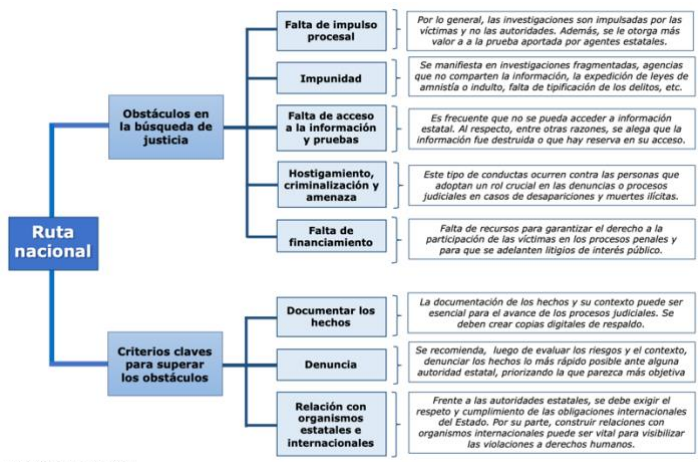 Ruta
nacional
Obstáculos en
la búsqueda de
justicia
Falta de impulso
procesal
Por lo general, las investigaciones son impulsadas por las
víctimas y no las autoridades. Además, se le otorga más
valor a a la prueba aportada por agentes estatales.
Impunidad
Se manifiesta en investigaciones fragmentadas, agencias
que no comparten la información, la expedición de leyes de
amnistía o indulto, falta de tipificación de los delitos, etc.
Falta de acceso
a la información
y pruebas
Es frecuente que no se pueda acceder a información
estatal. Al respecto, entre otras razones, se alega que la
información fue destruida o que hay reserva en su acceso.
Hostigamiento,
criminalización y
amenaza
Este tipo de conductas ocurren contra las personas que
adoptan un rol crucial en las denuncias o procesos
judiciales en casos de desapariciones y muertes ilícitas.
Falta de
financiamiento
Falta de recursos para garantizar el derecho a la
participación de las víctimas en los procesos penales y
para que se adelanten litigios de interés público.
Criterios claves
para superar
los obstáculos
Documentar los
hechos
La documentación de los hechos y su contexto puede ser
esencial para el avance de los procesos judiciales. Se
deben crear copias digitales de respaldo.
Denuncia
Se recomienda, luego de evaluar los riesgos y el contexto,
denunciar los hechos lo más rápido posible ante alguna
autoridad estatal, priorizando la que parezca más objetiva
Relación con
organismos
estatales e
internacionales
Frente a las autoridades estatales, se debe exigir el
respeto y cumplimiento de las obligaciones internacionales
del Estado. Por su parte, construir relaciones con
organismos internacionales puede ser vital para visibilizar
las violaciones a derechos humanos.